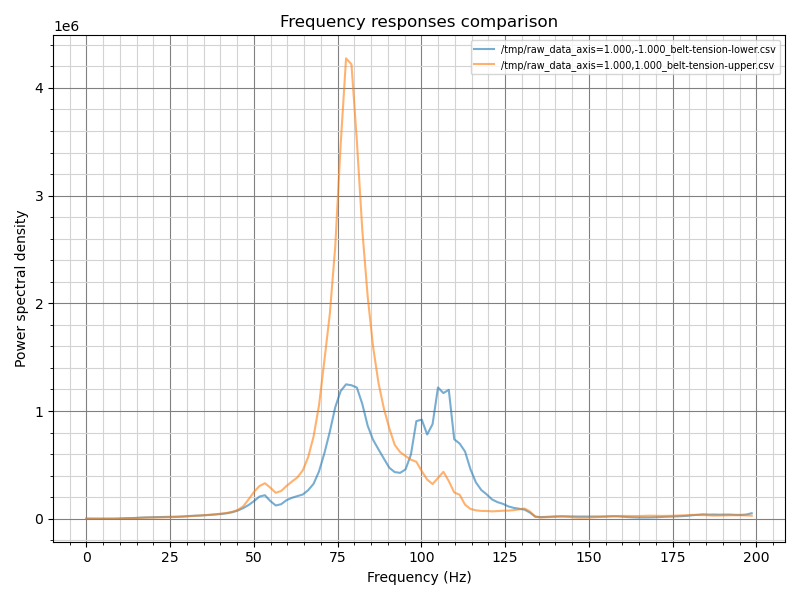 Frequency responses comparison
1e6
/tmp/raw_data_axis=1.000,-1.000_belt-tension-lower.csv
/tmp/raw_data_axis=1.000,1.000_belt-tension-upper.csv
4
3
2
1
0
Power spectral density
0 25 50 75 100 125 150 175 200
Frequency (Hz)